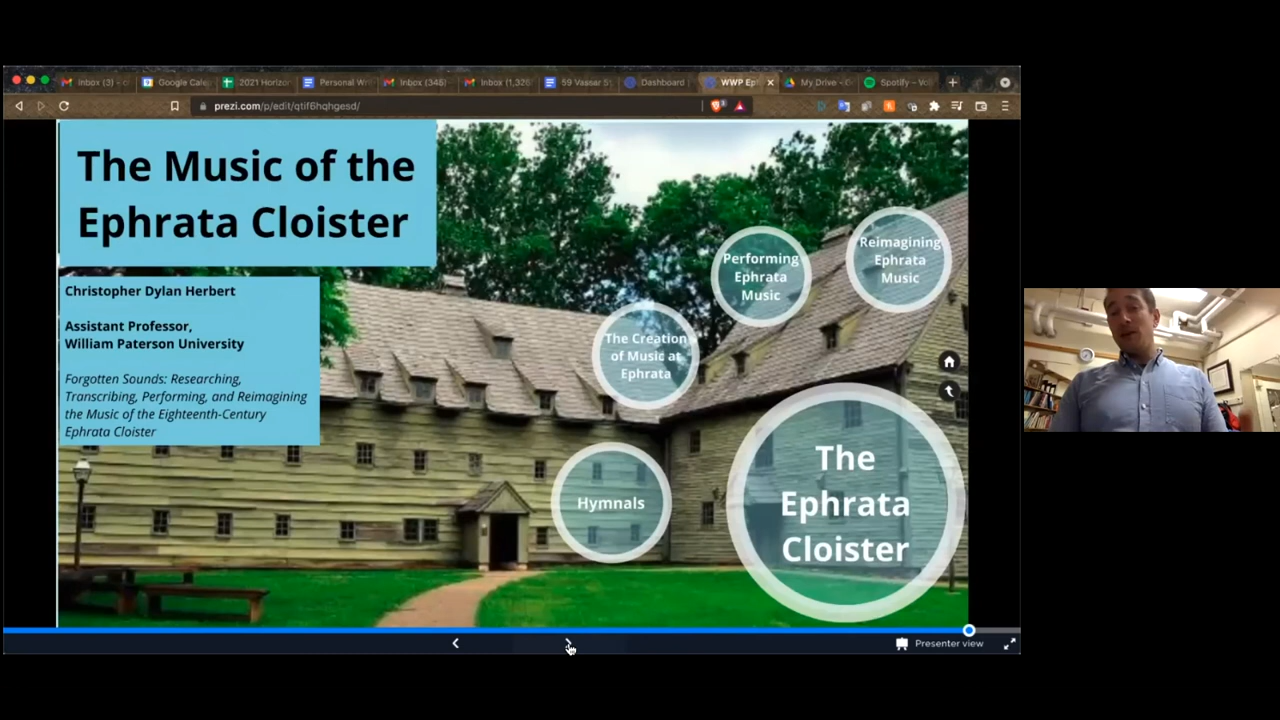 Inbox (3) - c
Google Cale
2021 Horizo
Personal W
Inbox (345)
Inbox (1,326
59 Vassar S
Dashboard
WWP Ep
My Drive -
Spotify –
prezi.com/p/edit/qtif6hqhgesd/
The Music of the
Ephrata Cloister
Christopher Dylan Herbert
Assistant Professor,
William Paterson University
Forgotten Sounds: Researching,
Transcribing, Performing, and Reimagining
the Music of the Eighteenth-Century
Ephrata Cloister
Reimagining
Ephrata
Music
Performing
Ephrata
Music
The Creation
of Music at
Ephrata
Hymnals
The
Ephrata
Cloister
Presenter view